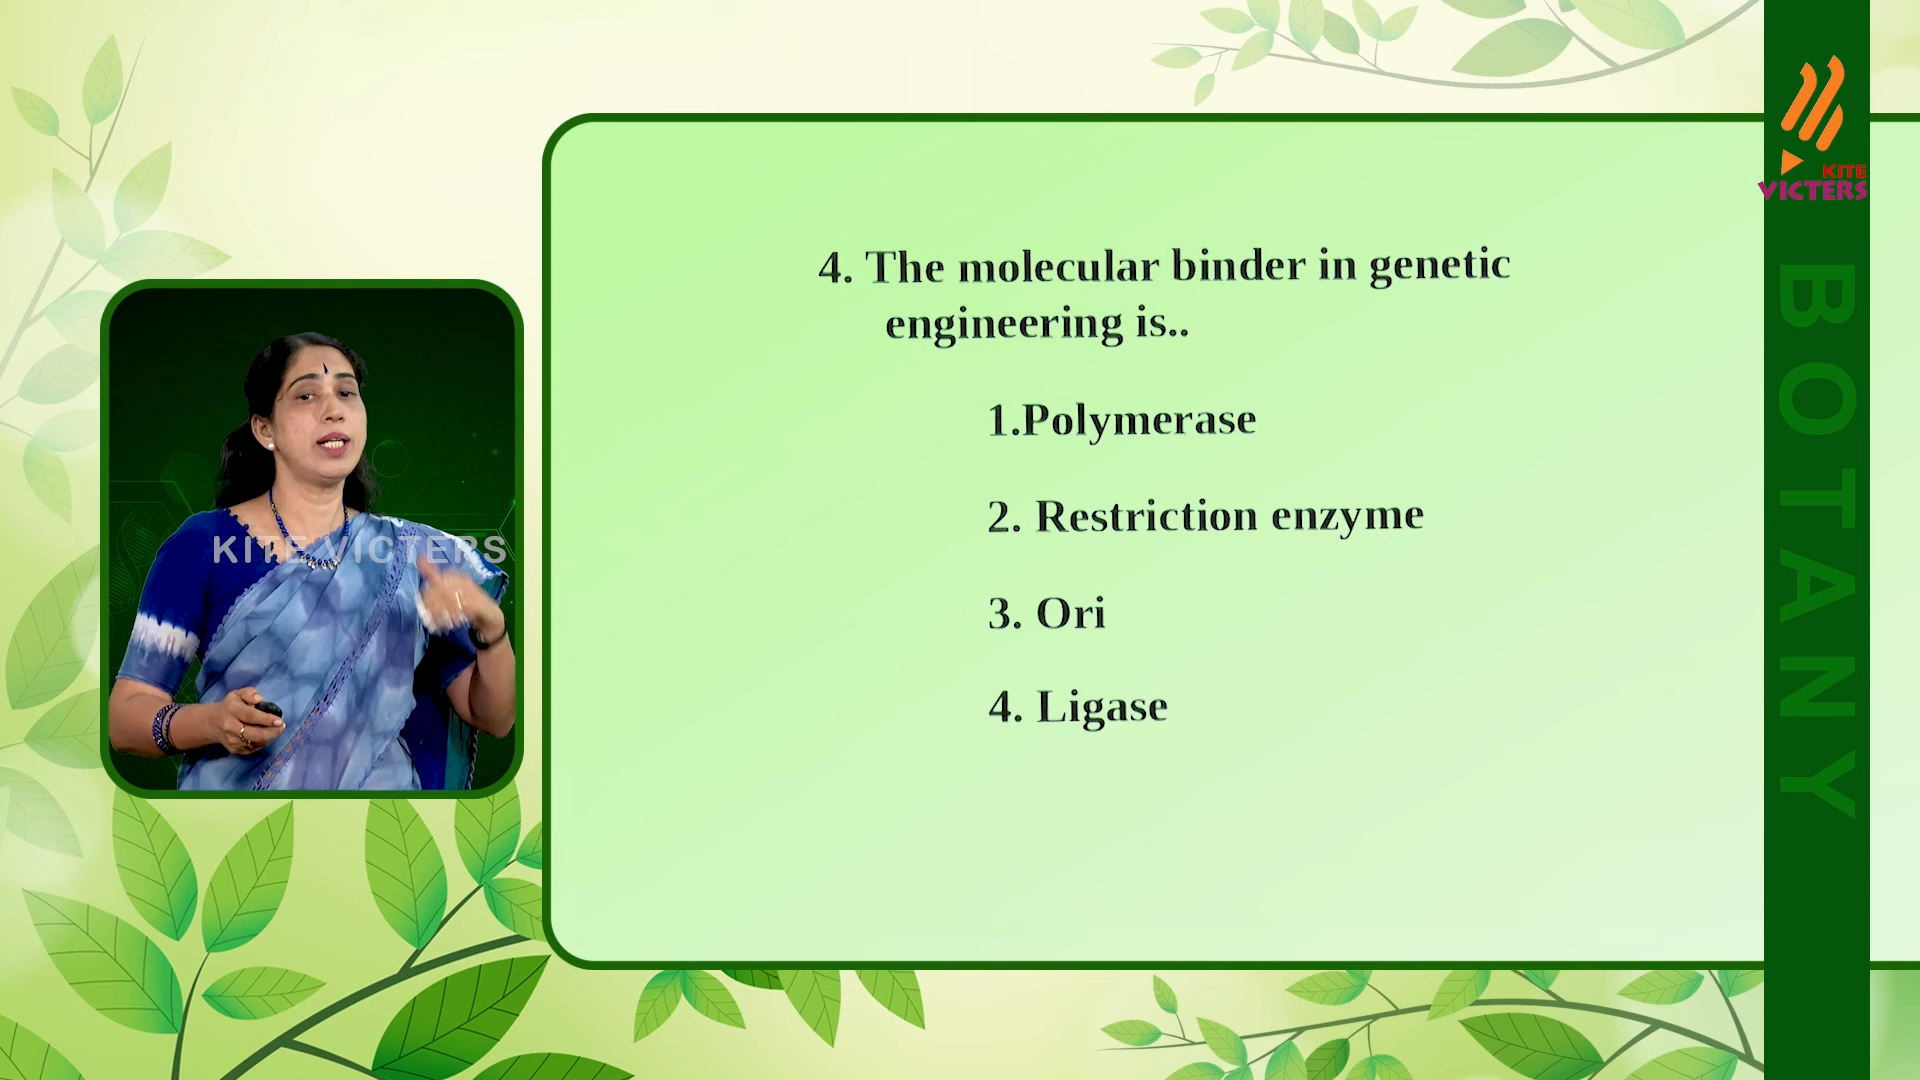 KITE
VICTERS
4. The molecular binder in genetic
engineering is..
1.Polymerase
2. Restriction enzyme
3. Ori
4. Ligase
KITE VICTERS
BOTANY